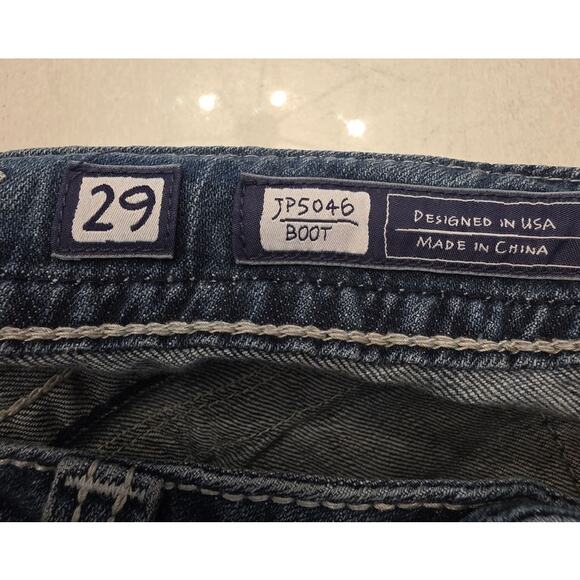 29
JP5046
BOOT
DESIGNED IN USA
MADE IN CHINA